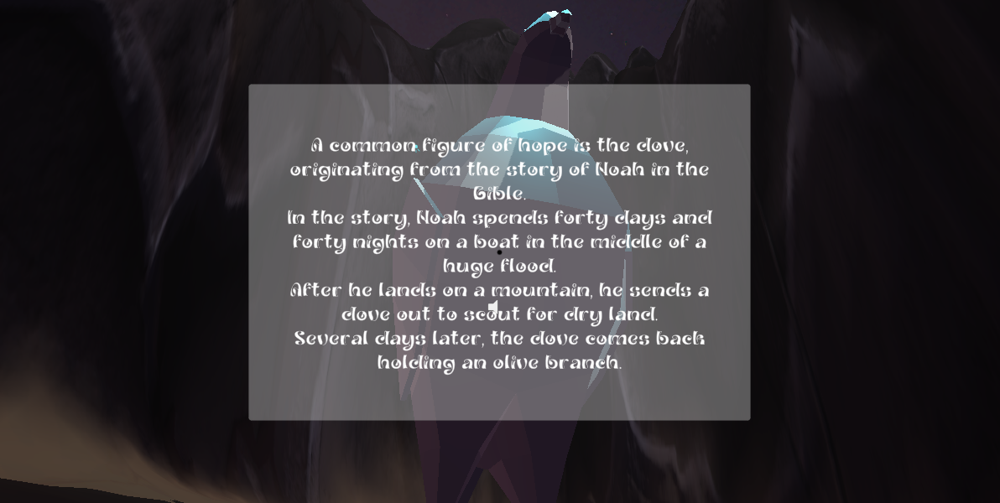 A common figure of hope is the dove,
originating from the story of Noah in the
Bible.
In the story, Noah spends forty days and
forty nights on a boat in the middle of a
huge flood.
After he lands on a mountain, he sends a
dove out to scout for dry land.
Several days later, the dove comes back
holding an olive branch.